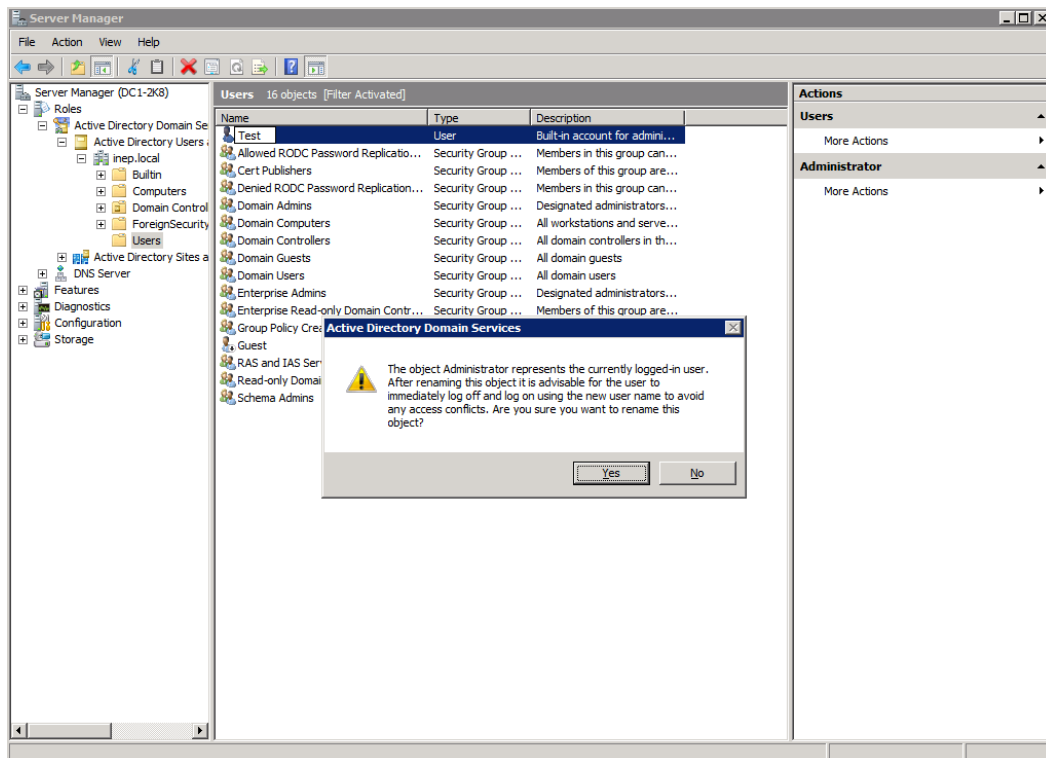 Server Manager
File Action View Help
Server Manager (DC1-2K8)
Roles
Active Directory Domain Se
Active Directory Users
inep.local
Builtin
Computers
Domain Control
ForeignSecurity
Users
Active Directory Sites a
DNS Server
Features
Diagnostics
Configuration
Storage
Users 16 objects [Filter Activated]
Name Type Description
Test User Built-in account for admini...
Allowed RODC Password Replicatio... Security Group ... Members in this group can...
Cert Publishers Security Group ... Members of this group are...
Denied RODC Password Replication... Security Group ... Members in this group can...
Domain Admins Security Group ... Designated administrators...
Domain Computers Security Group ... All workstations and serve...
Domain Controllers Security Group ... All domain controllers in th...
Domain Guests Security Group ... All domain guests
Domain Users Security Group ... All domain users
Enterprise Admins Security Group ... Designated administrators...
Enterprise Read-only Domain Contr... Security Group ... Members of this group are...
Group Policy Crea
Guest
RAS and IAS Ser
Read-only Domai
Schema Admins
Active Directory Domain Services
The object Administrator represents the currently logged-in user.
After renaming this object it is advisable for the user to
immediately log off and log on using the new user name to avoid
any access conflicts. Are you sure you want to rename this
object?
Yes No
Actions
Users
More Actions
Administrator
More Actions